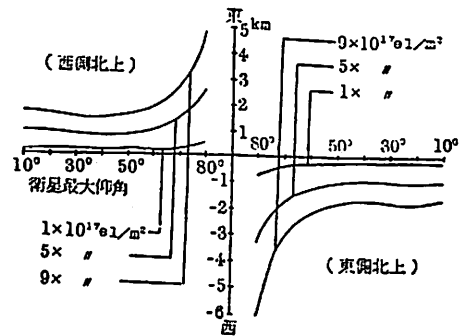 東
5 km
4
3
2
1
(西側北上)
9×10¹⁷el/m²
5× 〃
1× 〃
10° 30° 50° 80°
80° 50° 30° 10°
衛星最大仰角
1×10¹⁷el/m²
5× 〃
9× 〃
-1
-2
-3
-4
-5
-6
西
(東側北上)